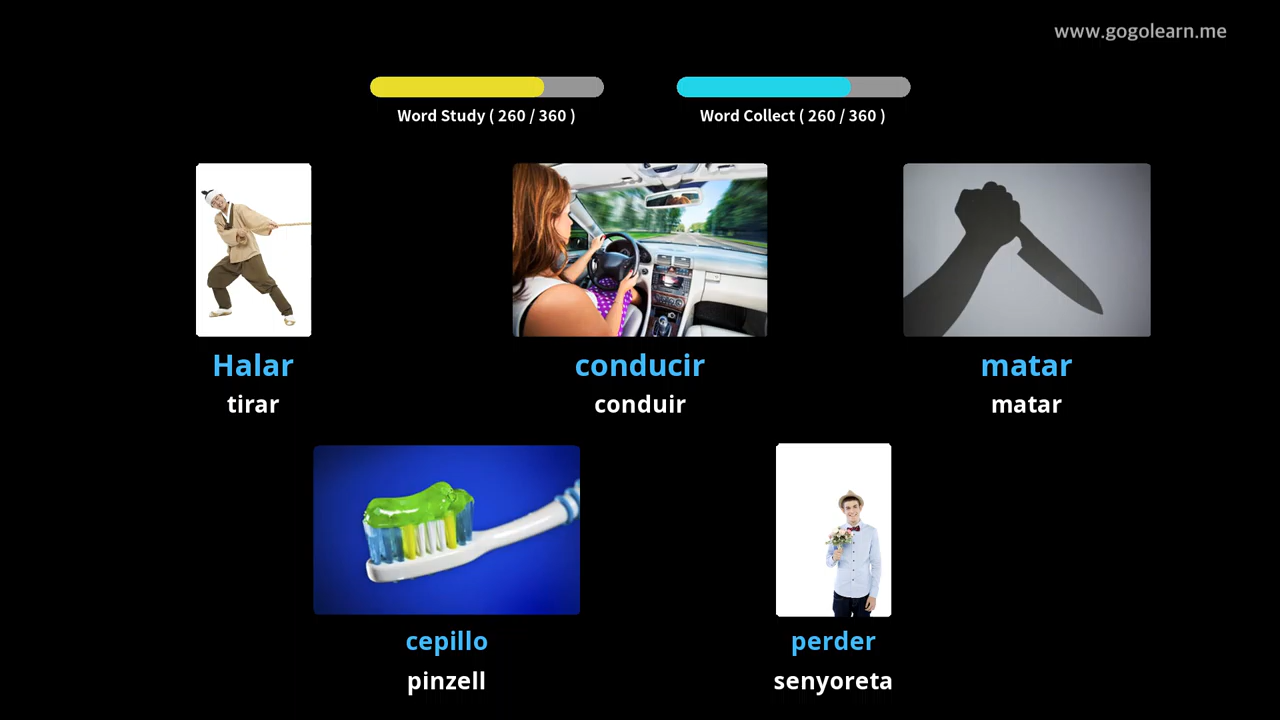 www.gogolearn.me
Word Study ( 260 / 360 )
Word Collect ( 260 / 360 )
Halar
tirar
conducir
conduir
matar
matar
cepillo
pinzell
perder
senyoreta